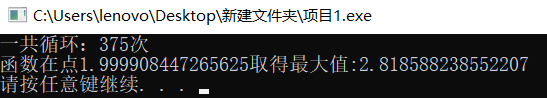 C:\Users\lenovo\Desktop\新建文件夹\项目1.exe
一共循环：375次
函数在点1.999908447265625取得最大值:2.818588238552207
请按任意键继续. . .